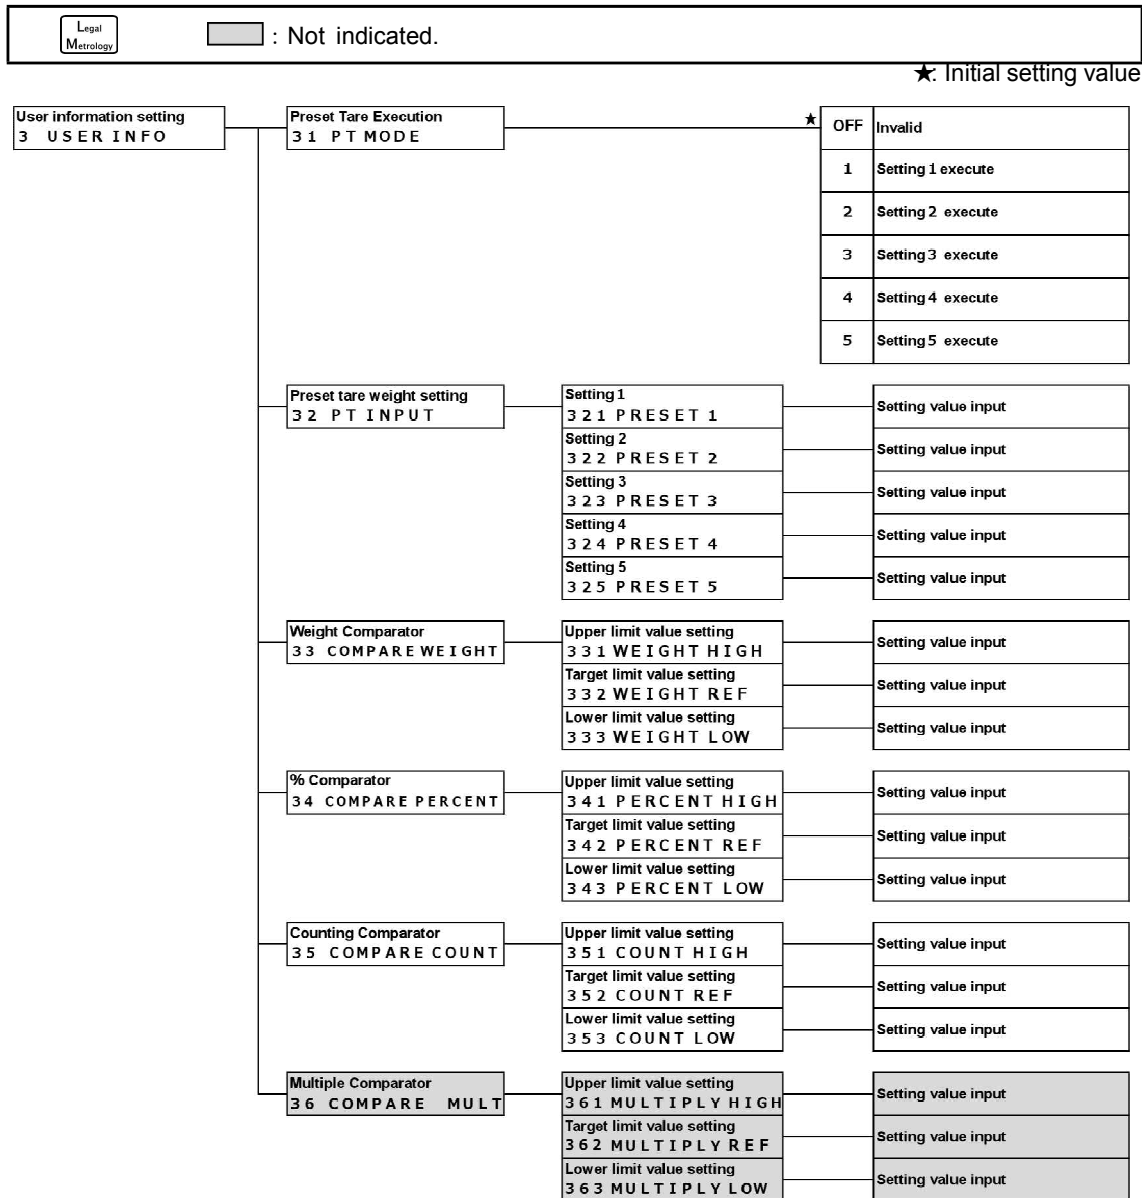 Legal
Metrology
: Not indicated.
★: Initial setting value
User information setting
3 USER INFO
Preset Tare Execution
31 PT MODE
★ OFF Invalid
1 Setting 1 execute
2 Setting 2 execute
3 Setting 3 execute
4 Setting 4 execute
5 Setting 5 execute
Preset tare weight setting
32 PT INPUT
Setting 1
321 PRESET 1
Setting value input
Setting 2
322 PRESET 2
Setting value input
Setting 3
323 PRESET 3
Setting value input
Setting 4
324 PRESET 4
Setting value input
Setting 5
325 PRESET 5
Setting value input
Weight Comparator
33 COMPARE WEIGHT
Upper limit value setting
331 WEIGHT HIGH
Setting value input
Target limit value setting
332 WEIGHT REF
Setting value input
Lower limit value setting
333 WEIGHT LOW
Setting value input
% Comparator
34 COMPARE PERCENT
Upper limit value setting
341 PERCENT HIGH
Setting value input
Target limit value setting
342 PERCENT REF
Setting value input
Lower limit value setting
343 PERCENT LOW
Setting value input
Counting Comparator
35 COMPARE COUNT
Upper limit value setting
351 COUNT HIGH
Setting value input
Target limit value setting
352 COUNT REF
Setting value input
Lower limit value setting
353 COUNT LOW
Setting value input
Multiple Comparator
36 COMPARE MULT
Upper limit value setting
361 MULTIPLY HIGH
Setting value input
Target limit value setting
362 MULTIPLY REF
Setting value input
Lower limit value setting
363 MULTIPLY LOW
Setting value input